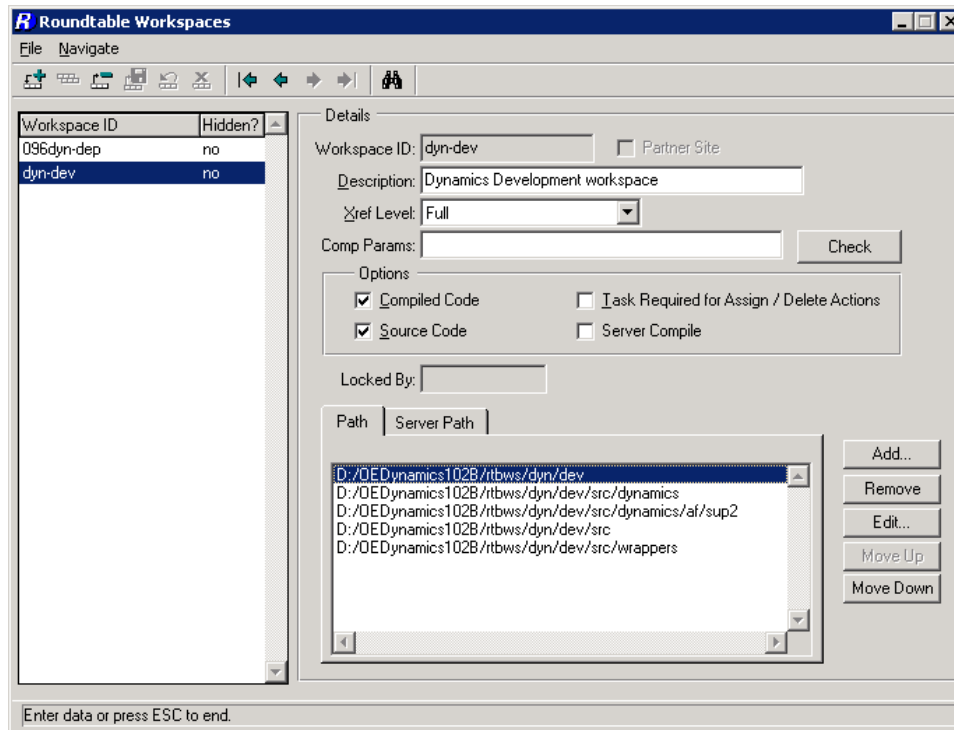 Roundtable Workspaces
File Navigate
Workspace ID Hidden?
096dyn-dep no
dyn-dev no
Details
Workspace ID: dyn-dev Partner Site
Description: Dynamics Development workspace
Xref Level: Full
Comp Params: Check
Options
Compiled Code Task Required for Assign / Delete Actions
Source Code Server Compile
Locked By:
Path Server Path
D:/OEDynamics102B/rtbws/dyn/dev
D:/OEDynamics102B/rtbws/dyn/dev/src/dynamics
D:/OEDynamics102B/rtbws/dyn/dev/src/dynamics/af/sup2
D:/OEDynamics102B/rtbws/dyn/dev/src
D:/OEDynamics102B/rtbws/dyn/dev/src/wrappers
Add...
Remove
Edit...
Move Up
Move Down
Enter data or press ESC to end.